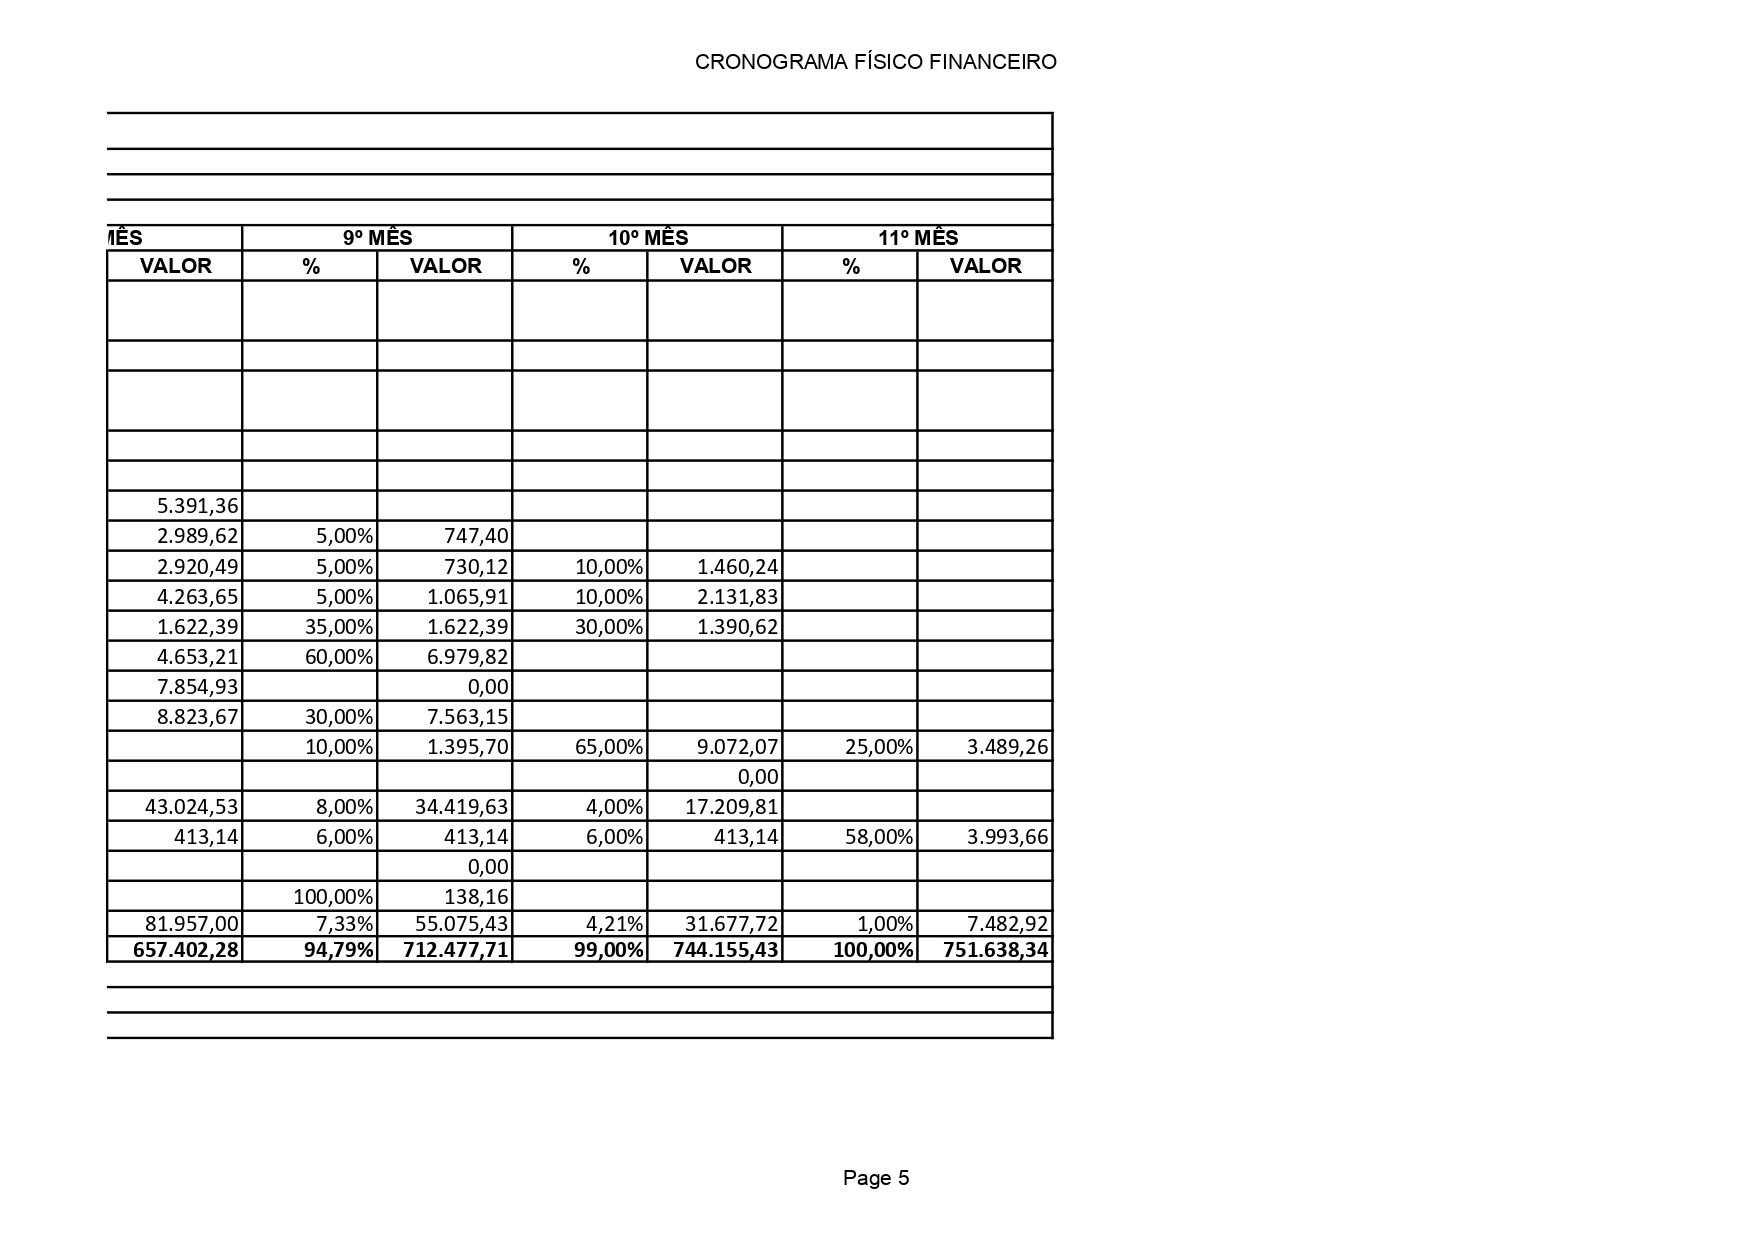 CRONOGRAMA FÍSICO FINANCEIRO
MÊS 9º MÊS 10º MÊS 11º MÊS
VALOR % VALOR % VALOR % VALOR
5.391,36
2.989,62 5,00% 747,40
2.920,49 5,00% 730,12 10,00% 1.460,24
4.263,65 5,00% 1.065,91 10,00% 2.131,83
1.622,39 35,00% 1.622,39 30,00% 1.390,62
4.653,21 60,00% 6.979,82
7.854,93 0,00
8.823,67 30,00% 7.563,15
10,00% 1.395,70 65,00% 9.072,07 25,00% 3.489,26
0,00
43.024,53 8,00% 34.419,63 4,00% 17.209,81
413,14 6,00% 413,14 6,00% 413,14 58,00% 3.993,66
0,00
100,00% 138,16
81.957,00 7,33% 55.075,43 4,21% 31.677,72 1,00% 7.482,92
657.402,28 94,79% 712.477,71 99,00% 744.155,43 100,00% 751.638,34
Page 5